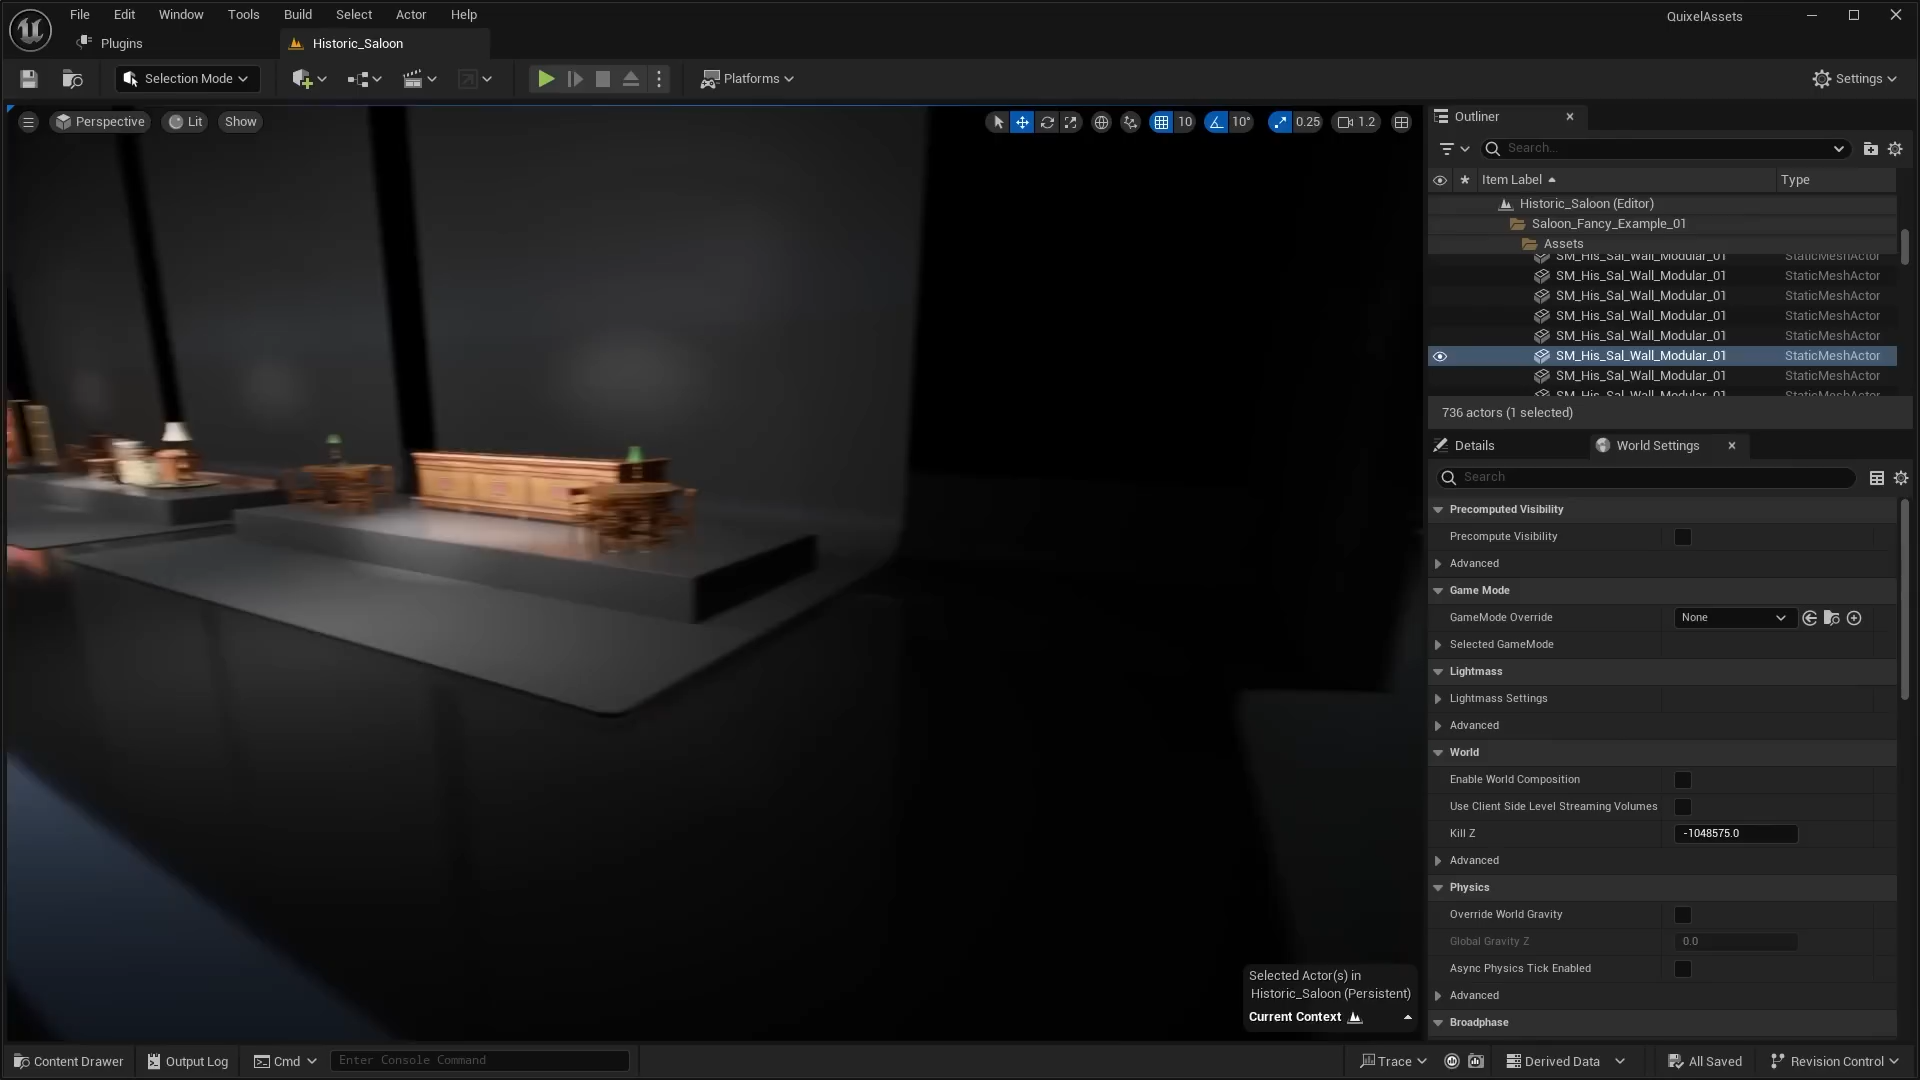 File Edit Window Tools Build Select Actor Help
QuixelAssets
Plugins
Historic_Saloon
Selection Mode
Platforms
Settings
Perspective
Lit
Show
10
10°
0.25
1.2
Outliner
Search...
Item Label
Type
Historic_Saloon (Editor)
Saloon_Fancy_Example_01
Assets
SM_His_Sal_Wall_Modular_01 StaticMeshActor
SM_His_Sal_Wall_Modular_01 StaticMeshActor
SM_His_Sal_Wall_Modular_01 StaticMeshActor
SM_His_Sal_Wall_Modular_01 StaticMeshActor
SM_His_Sal_Wall_Modular_01 StaticMeshActor
SM_His_Sal_Wall_Modular_01 StaticMeshActor
SM_His_Sal_Wall_Modular_01 StaticMeshActor
SM_His_Sal_Wall_Modular_01 StaticMeshActor
736 actors (1 selected)
Details
World Settings
Search
Precomputed Visibility
Precompute Visibility
Advanced
Game Mode
GameMode Override None
Selected GameMode
Lightmass
Lightmass Settings
Advanced
World
Enable World Composition
Use Client Side Level Streaming Volumes
Kill Z -1048575.0
Advanced
Physics
Override World Gravity
Global Gravity Z 0.0
Async Physics Tick Enabled
Advanced
Broadphase
Selected Actor(s) in
Historic_Saloon (Persistent)
Current Context
Content Drawer
Output Log
Cmd
Enter Console Command
Trace
Derived Data
All Saved
Revision Control